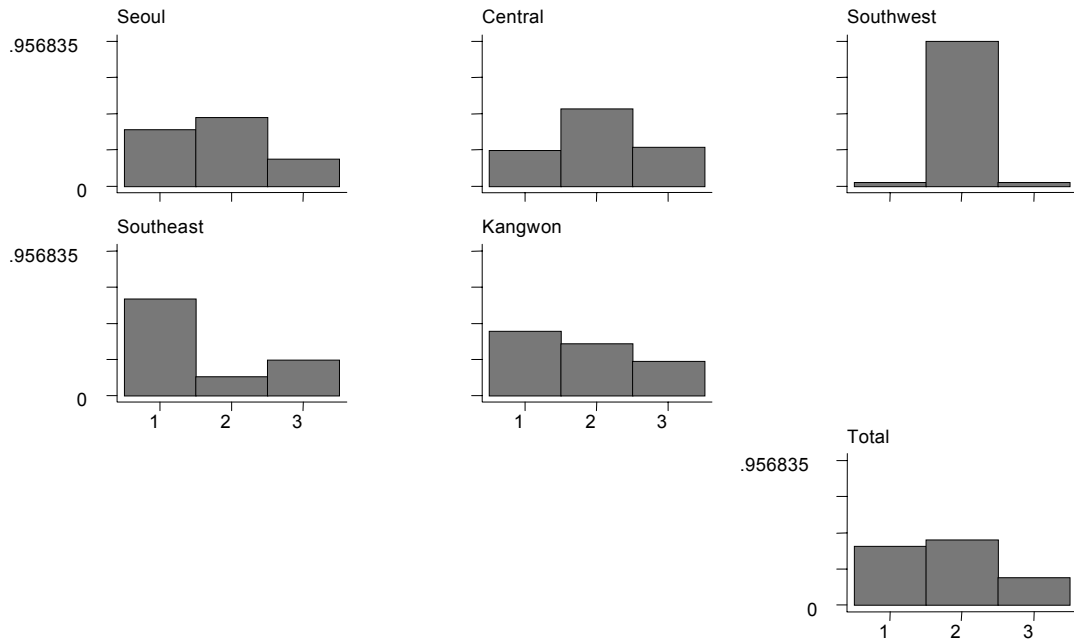 Seoul
Central
Southwest
.956835
0
Southeast
Kangwon
.956835
0
1 2 3
1 2 3
Total
.956835
0
1 2 3